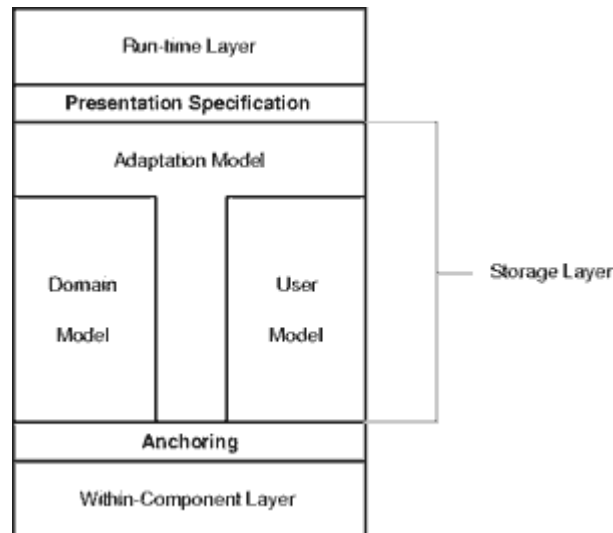 Run-time Layer
Presentation Specification
Adaptation Model
Domain
Model
User
Model
Storage Layer
Anchoring
Within-Component Layer